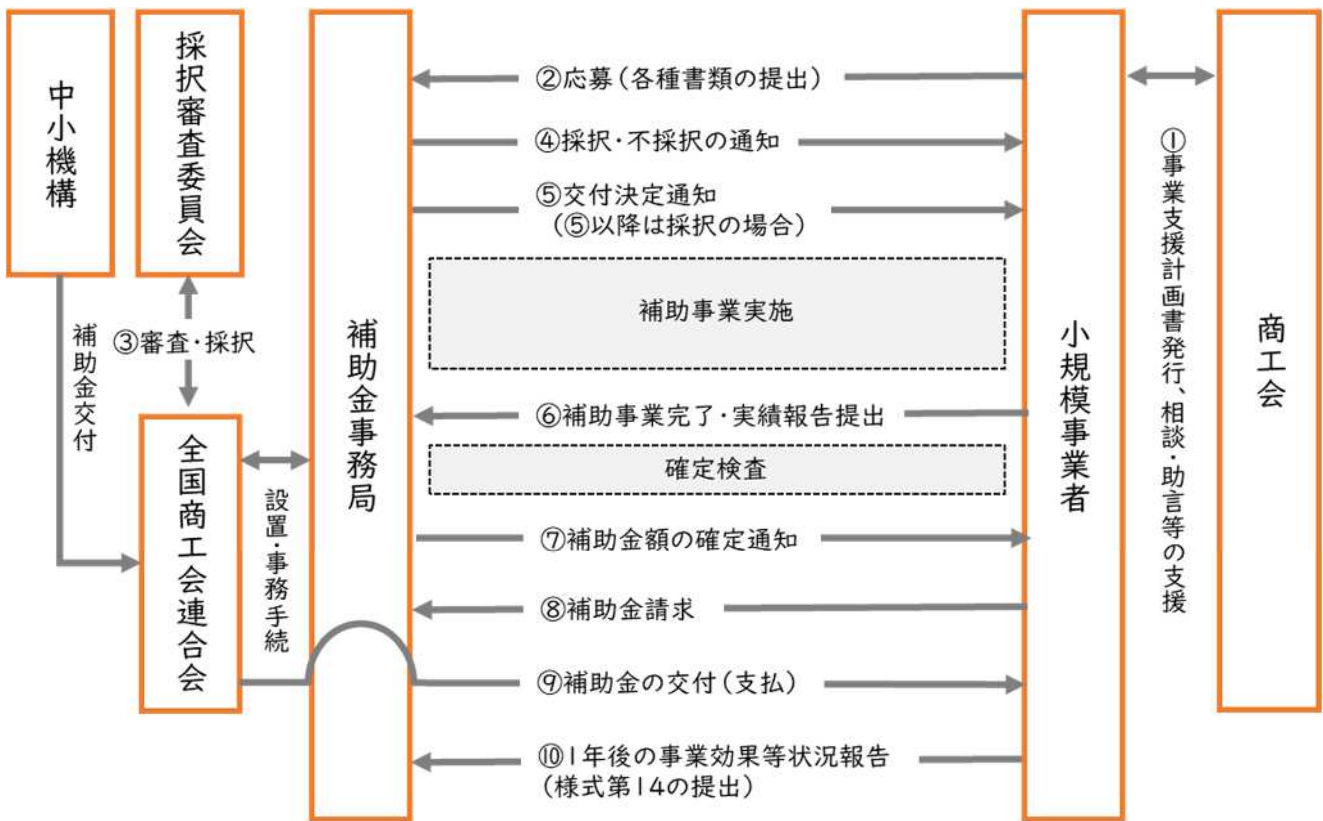 中小機構
採択審査委員会
補助金事務局
小規模事業者
商工会
全国商工会連合会
補助金交付
③審査・採択
設置・事務手続
①事業支援計画書発行、相談・助言等の支援
②応募(各種書類の提出)
④採択・不採択の通知
⑤交付決定通知
(⑤以降は採択の場合)
補助事業実施
⑥補助事業完了・実績報告提出
確定検査
⑦補助金額の確定通知
⑧補助金請求
⑨補助金の交付(支払)
⑩1年後の事業効果等状況報告
(様式第14の提出)